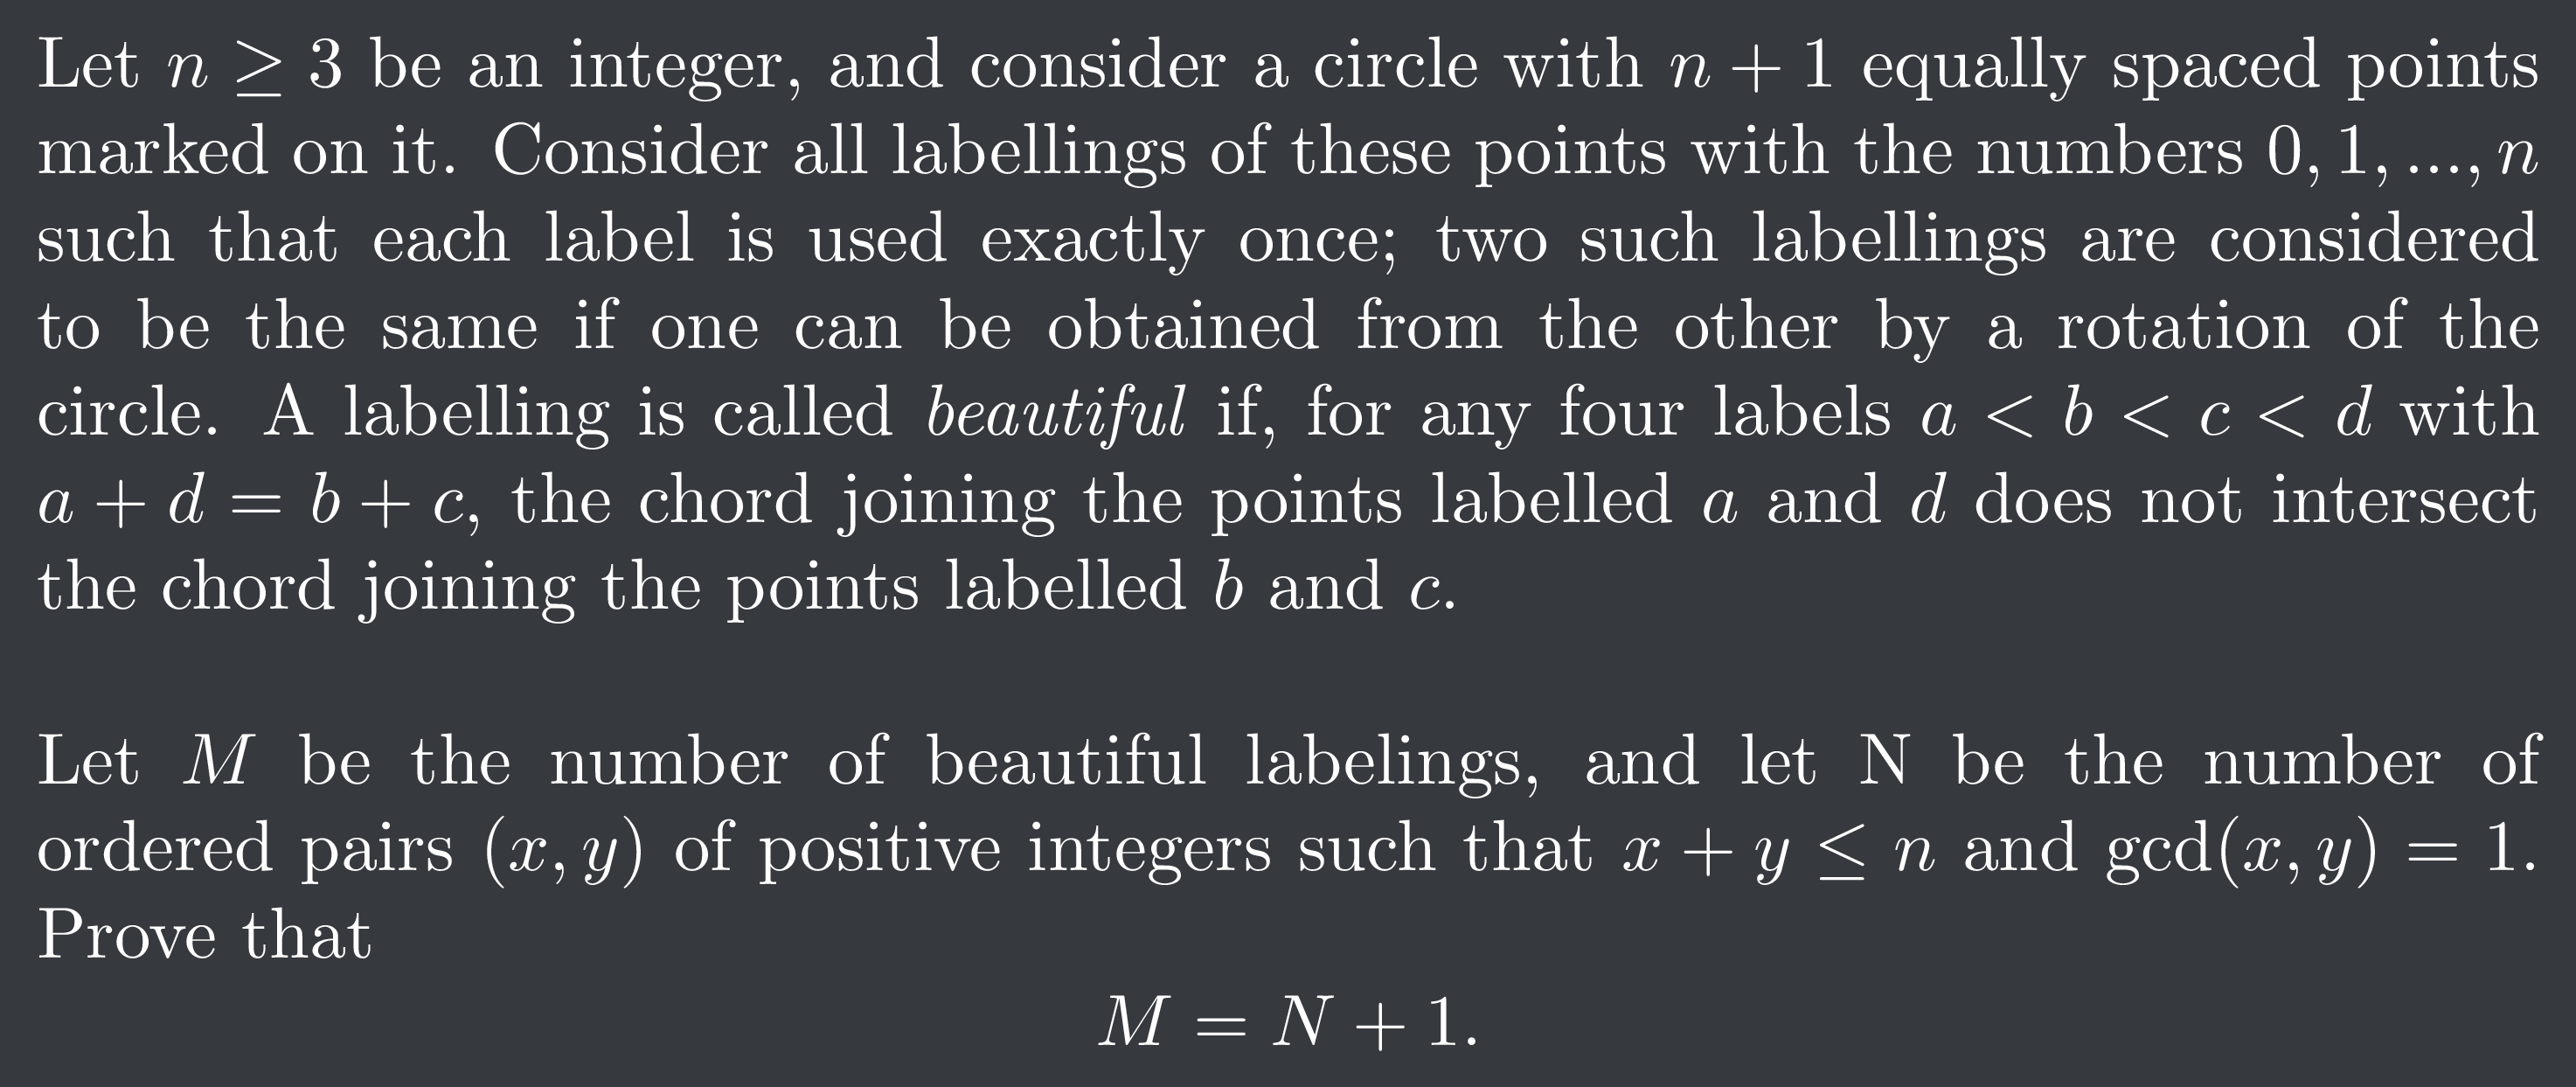 Let n ≥ 3 be an integer, and consider a circle with n + 1 equally spaced points
marked on it. Consider all labellings of these points with the numbers 0, 1, ..., n
such that each label is used exactly once; two such labellings are considered
to be the same if one can be obtained from the other by a rotation of the
circle. A labelling is called beautiful if, for any four labels a < b < c < d with
a + d = b + c, the chord joining the points labelled a and d does not intersect
the chord joining the points labelled b and c.
Let M be the number of beautiful labelings, and let N be the number of
ordered pairs (x, y) of positive integers such that x + y ≤ n and gcd(x, y) = 1.
Prove that
M = N + 1.